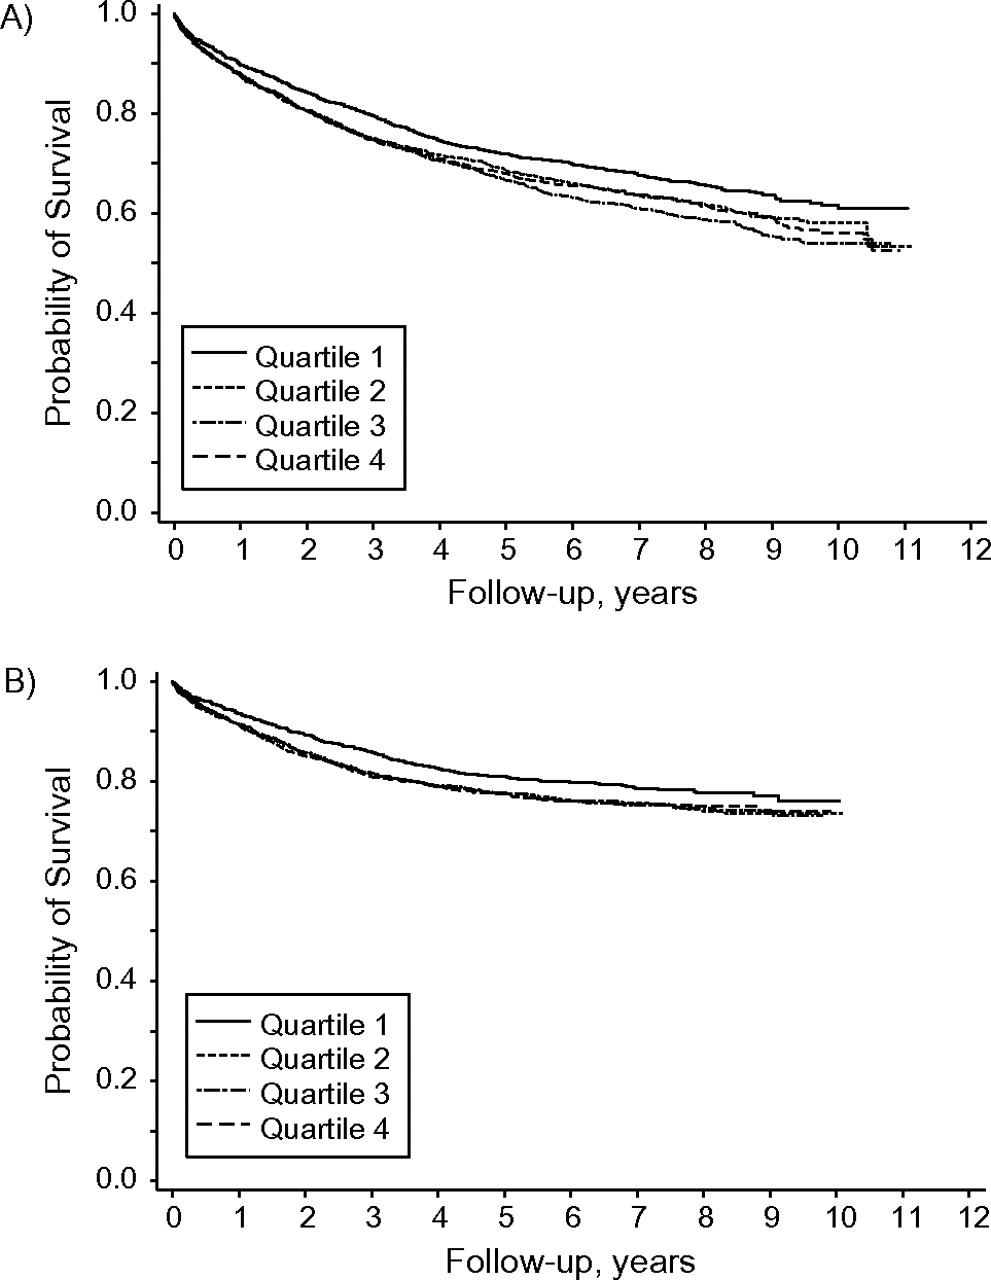 A)
1.0
0.8
0.6
0.4
0.2
0.0
Probability of Survival
Quartile 1
Quartile 2
Quartile 3
Quartile 4
0 1 2 3 4 5 6 7 8 9 10 11 12
Follow-up, years
B)
1.0
0.8
0.6
0.4
0.2
0.0
Probability of Survival
Quartile 1
Quartile 2
Quartile 3
Quartile 4
0 1 2 3 4 5 6 7 8 9 10 11 12
Follow-up, years